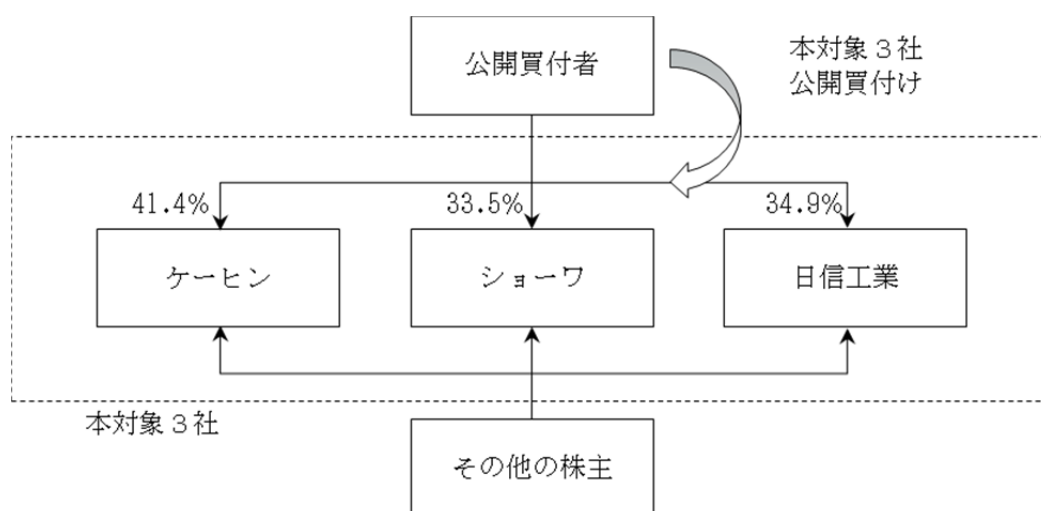 公開買付者
本対象３社
公開買付け
41.4%
33.5%
34.9%
ケーヒン
ショーワ
日信工業
本対象３社
その他の株主